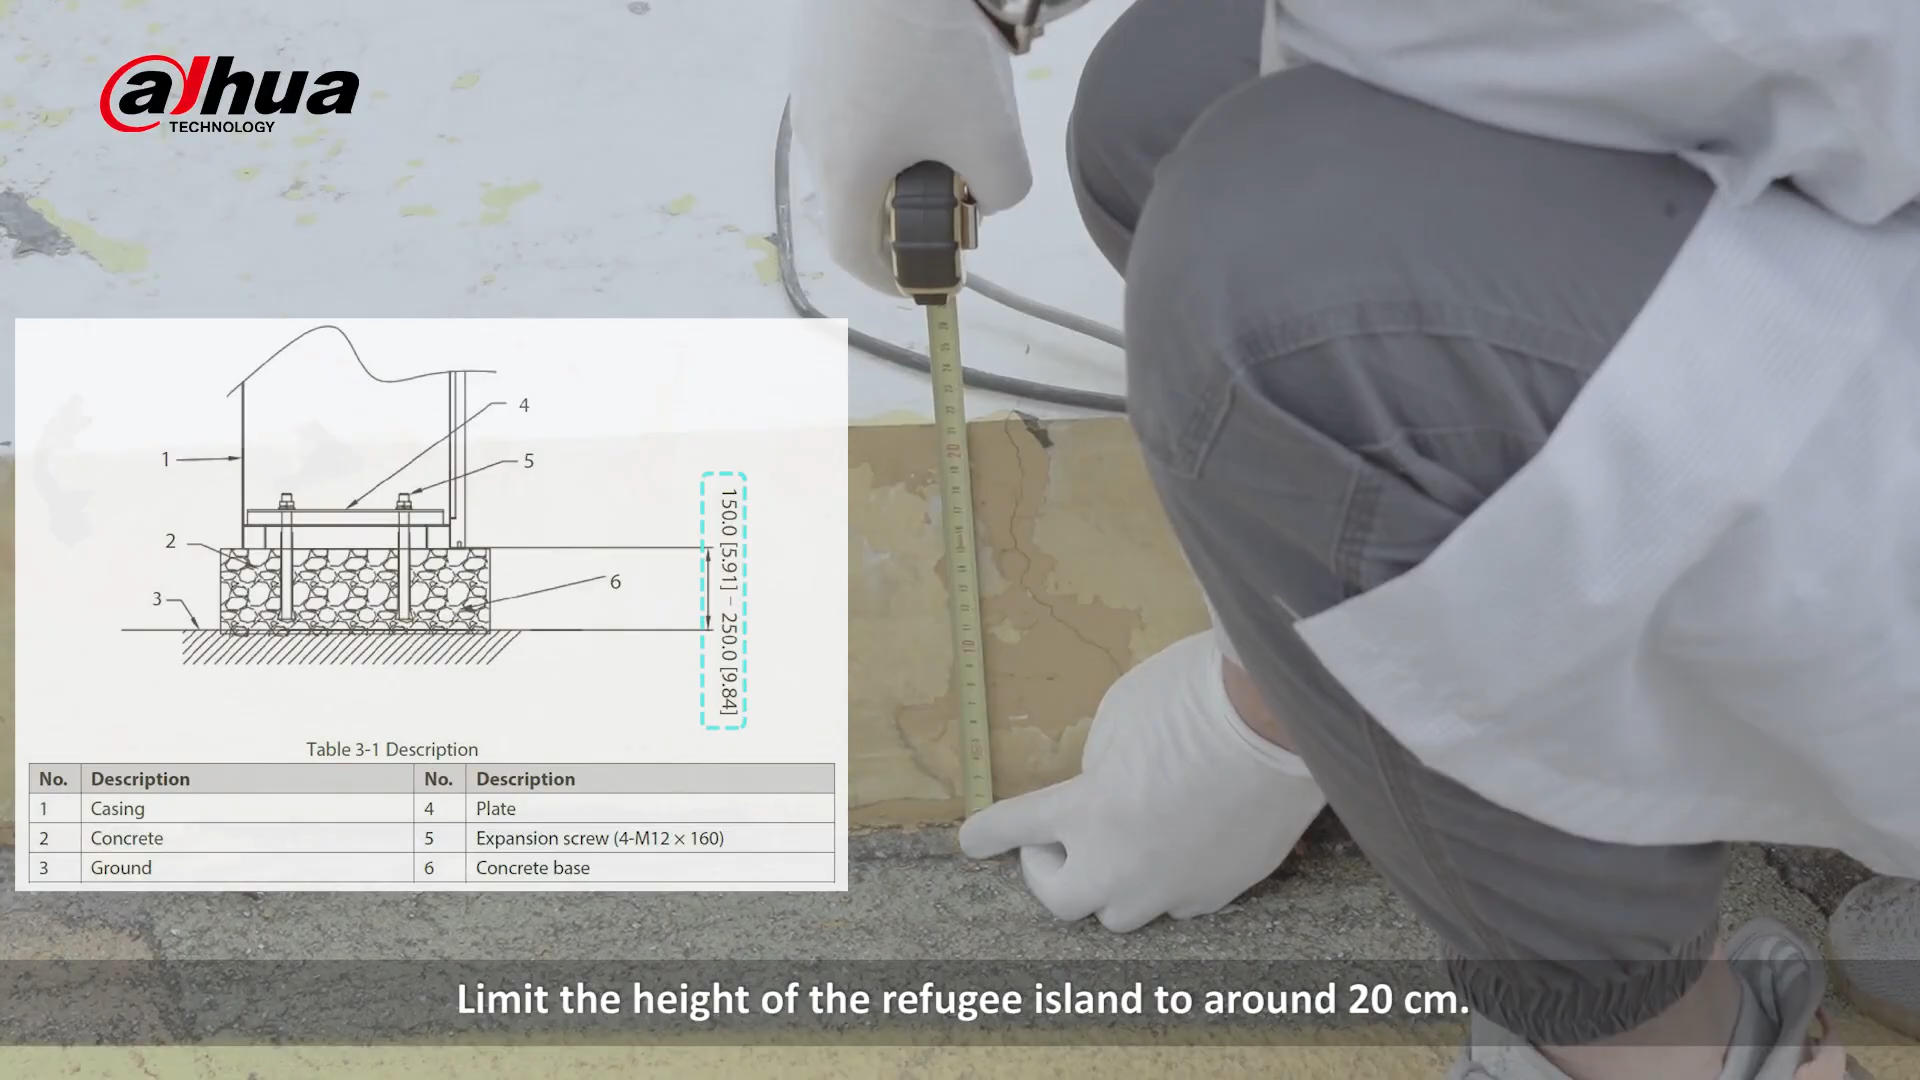 alhua
TECHNOLOGY
4
1
5
2
6
3
150.0 [5.91] – 250.0 [9.84]
Table 3-1 Description
No. Description No. Description
1 Casing 4 Plate
2 Concrete 5 Expansion screw (4-M12 × 160)
3 Ground 6 Concrete base
20
10
Limit the height of the refugee island to around 20 cm.